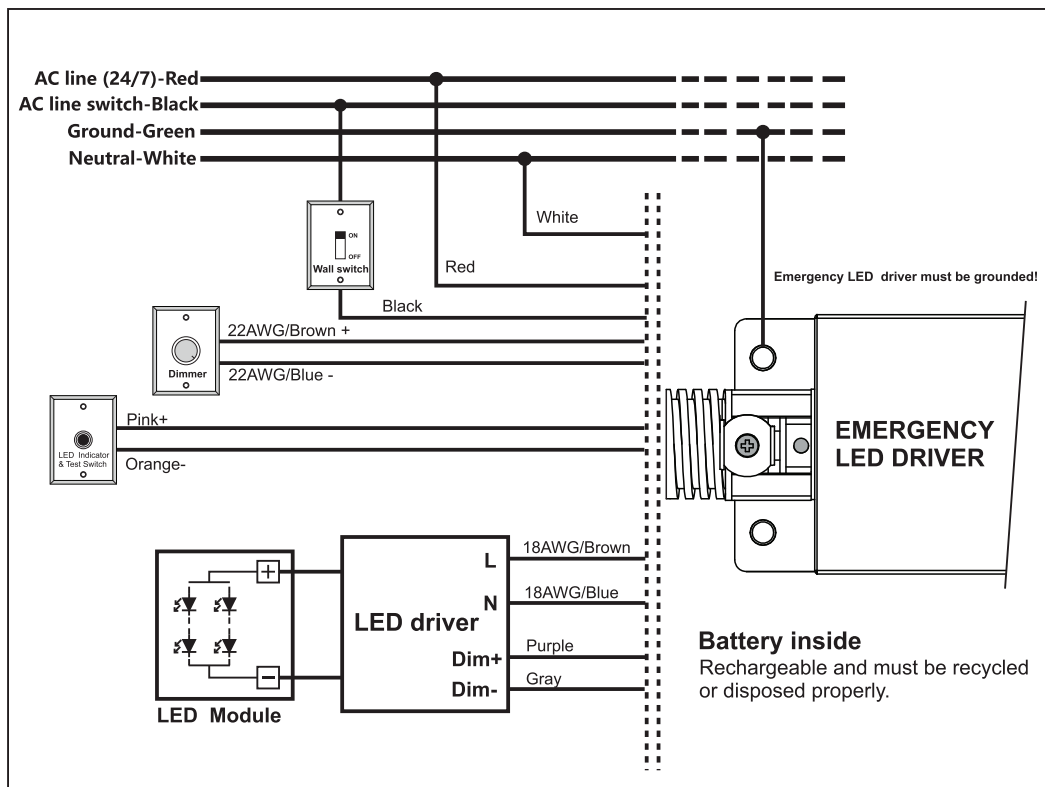 AC line (24/7)-Red
AC line switch-Black
Ground-Green
Neutral-White
White
ON
OFF
Wall switch
Red
Emergency LED driver must be grounded!
Black
22AWG/Brown +
Dimmer
22AWG/Blue -
Pink+
LED Indicator
& Test Switch
Orange-
EMERGENCY
LED DRIVER
L
18AWG/Brown
N
18AWG/Blue
LED driver
Dim+
Purple
Dim-
Gray
+
−
LED Module
Battery inside
Rechargeable and must be recycled
or disposed properly.